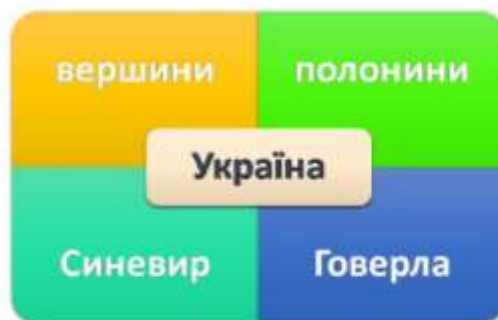 вершини
полонини
Україна
Синевир
Говерла